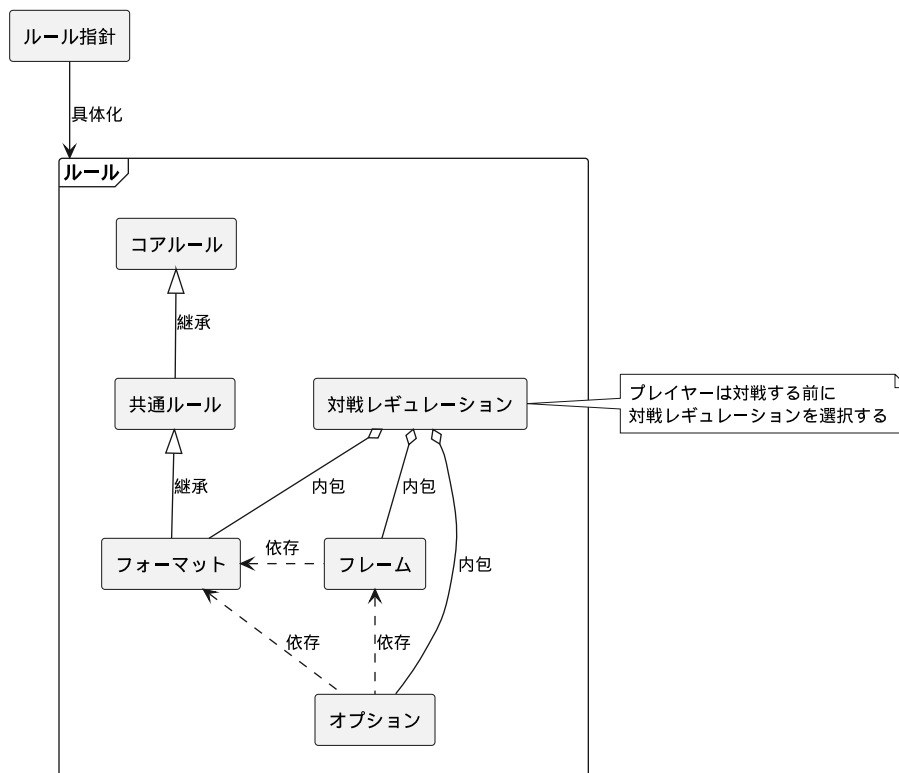 ルール指針
具体化
ルール
コアルール
継承
共通ルール
対戦レギュレーション
プレイヤーは対戦する前に
対戦レギュレーションを選択する
継承
内包
内包
フォーマット
依存
フレーム
内包
依存
依存
オプション